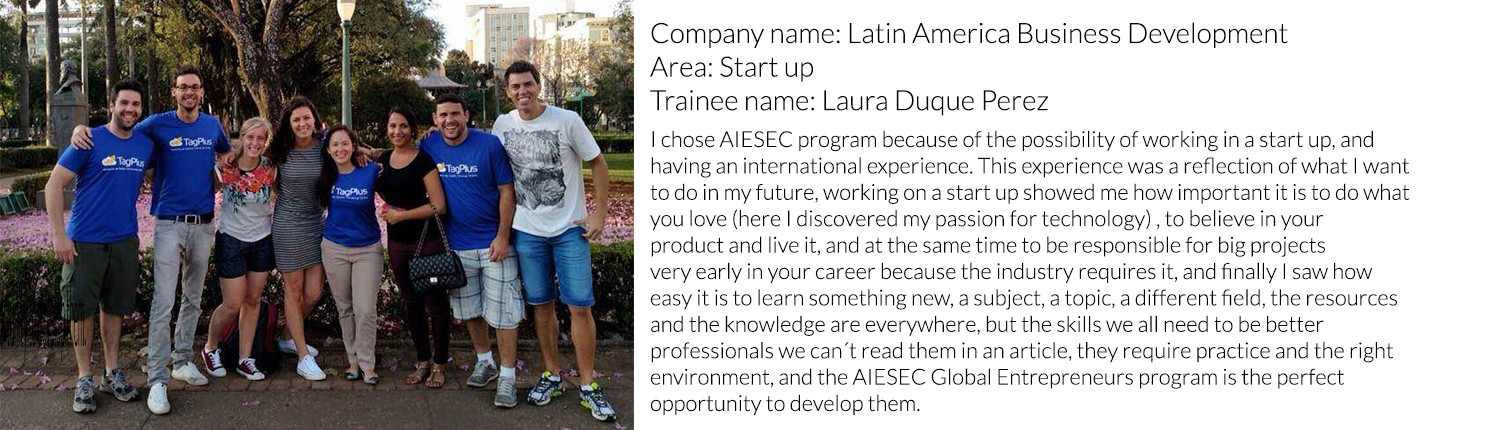 TagPlus
TagPlus
TagPlus
TagPlus
Company name: Latin America Business Development
Area: Start up
Trainee name: Laura Duque Perez
I chose AIESEC program because of the possibility of working in a start up, and
having an international experience. This experience was a reflection of what I want
to do in my future, working on a start up showed me how important it is to do what
you love (here I discovered my passion for technology) , to believe in your
product and live it, and at the same time to be responsible for big projects
very early in your career because the industry requires it, and finally I saw how
easy it is to learn something new, a subject, a topic, a different field, the resources
and the knowledge are everywhere, but the skills we all need to be better
professionals we can´t read them in an article, they require practice and the right
environment, and the AIESEC Global Entrepreneurs program is the perfect
opportunity to develop them.